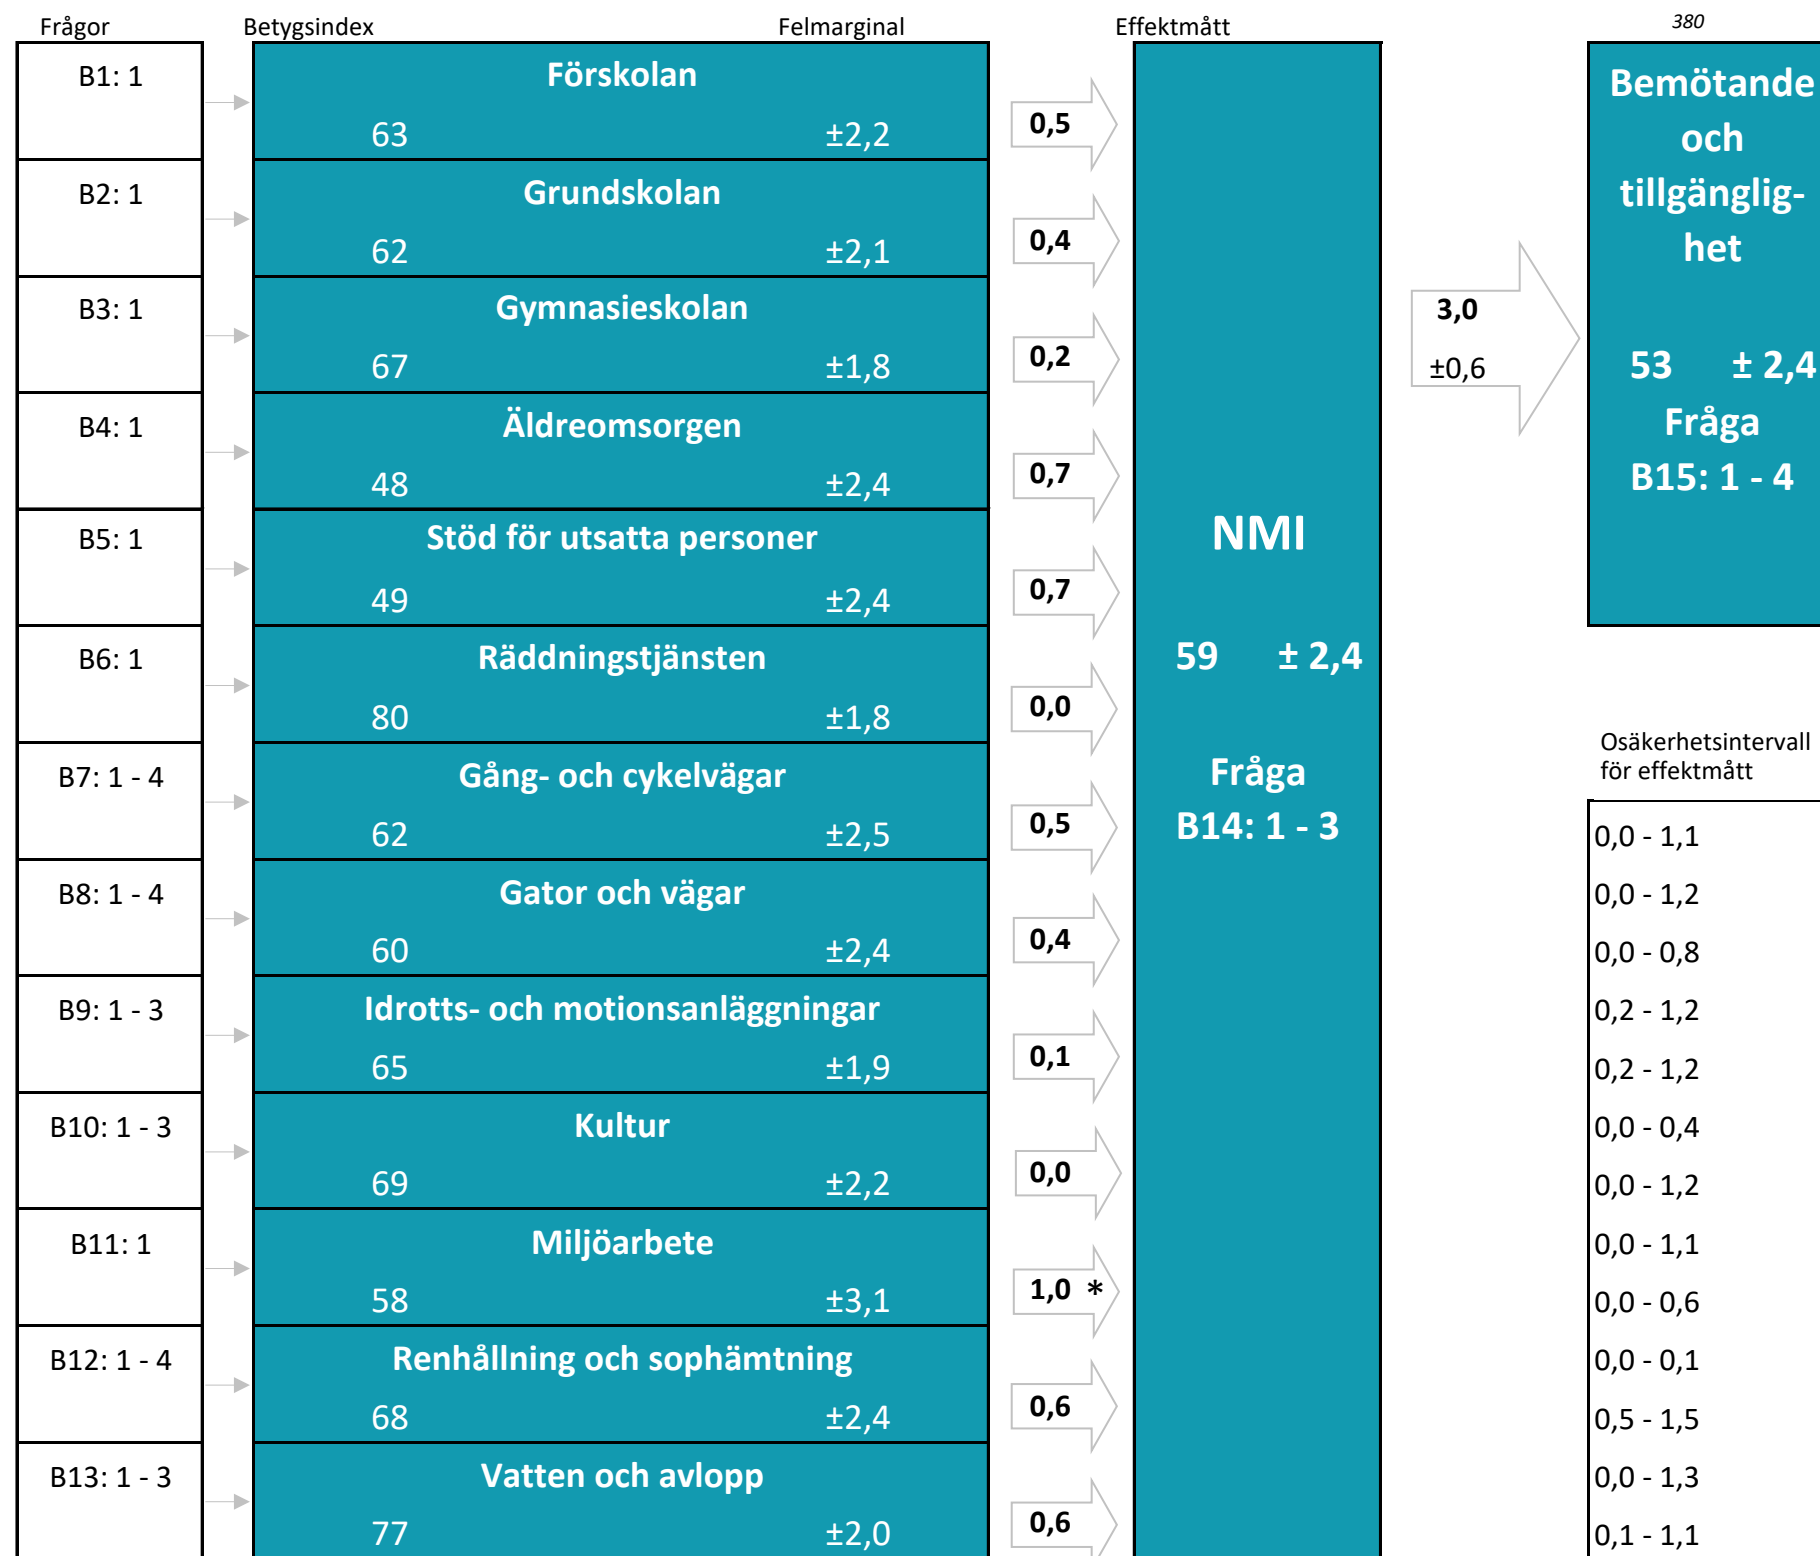 Frågor Betygsindex Felmarginal Effektmått 380
B1: 1
Förskolan
63 ±2,2
0,5
B2: 1
Grundskolan
62 ±2,1
0,4
B3: 1
Gymnasieskolan
67 ±1,8
0,2
B4: 1
Äldreomsorgen
48 ±2,4
0,7
B5: 1
Stöd för utsatta personer
49 ±2,4
0,7
B6: 1
Räddningstjänsten
80 ±1,8
0,0
B7: 1 - 4
Gång- och cykelvägar
62 ±2,5
0,5
B8: 1 - 4
Gator och vägar
60 ±2,4
0,4
B9: 1 - 3
Idrotts- och motionsanläggningar
65 ±1,9
0,1
B10: 1 - 3
Kultur
69 ±2,2
0,0
B11: 1
Miljöarbete
58 ±3,1
1,0 *
B12: 1 - 4
Renhållning och sophämtning
68 ±2,4
0,6
B13: 1 - 3
Vatten och avlopp
77 ±2,0
0,6
NMI
59 ± 2,4
Fråga
B14: 1 - 3
3,0
±0,6
Bemötande
och
tillgänglig-
het
53 ± 2,4
Fråga
B15: 1 - 4
Osäkerhetsintervall
för effektmått
0,0 - 1,1
0,0 - 1,2
0,0 - 0,8
0,2 - 1,2
0,2 - 1,2
0,0 - 0,4
0,0 - 1,2
0,0 - 1,1
0,0 - 0,6
0,0 - 0,1
0,5 - 1,5
0,0 - 1,3
0,1 - 1,1